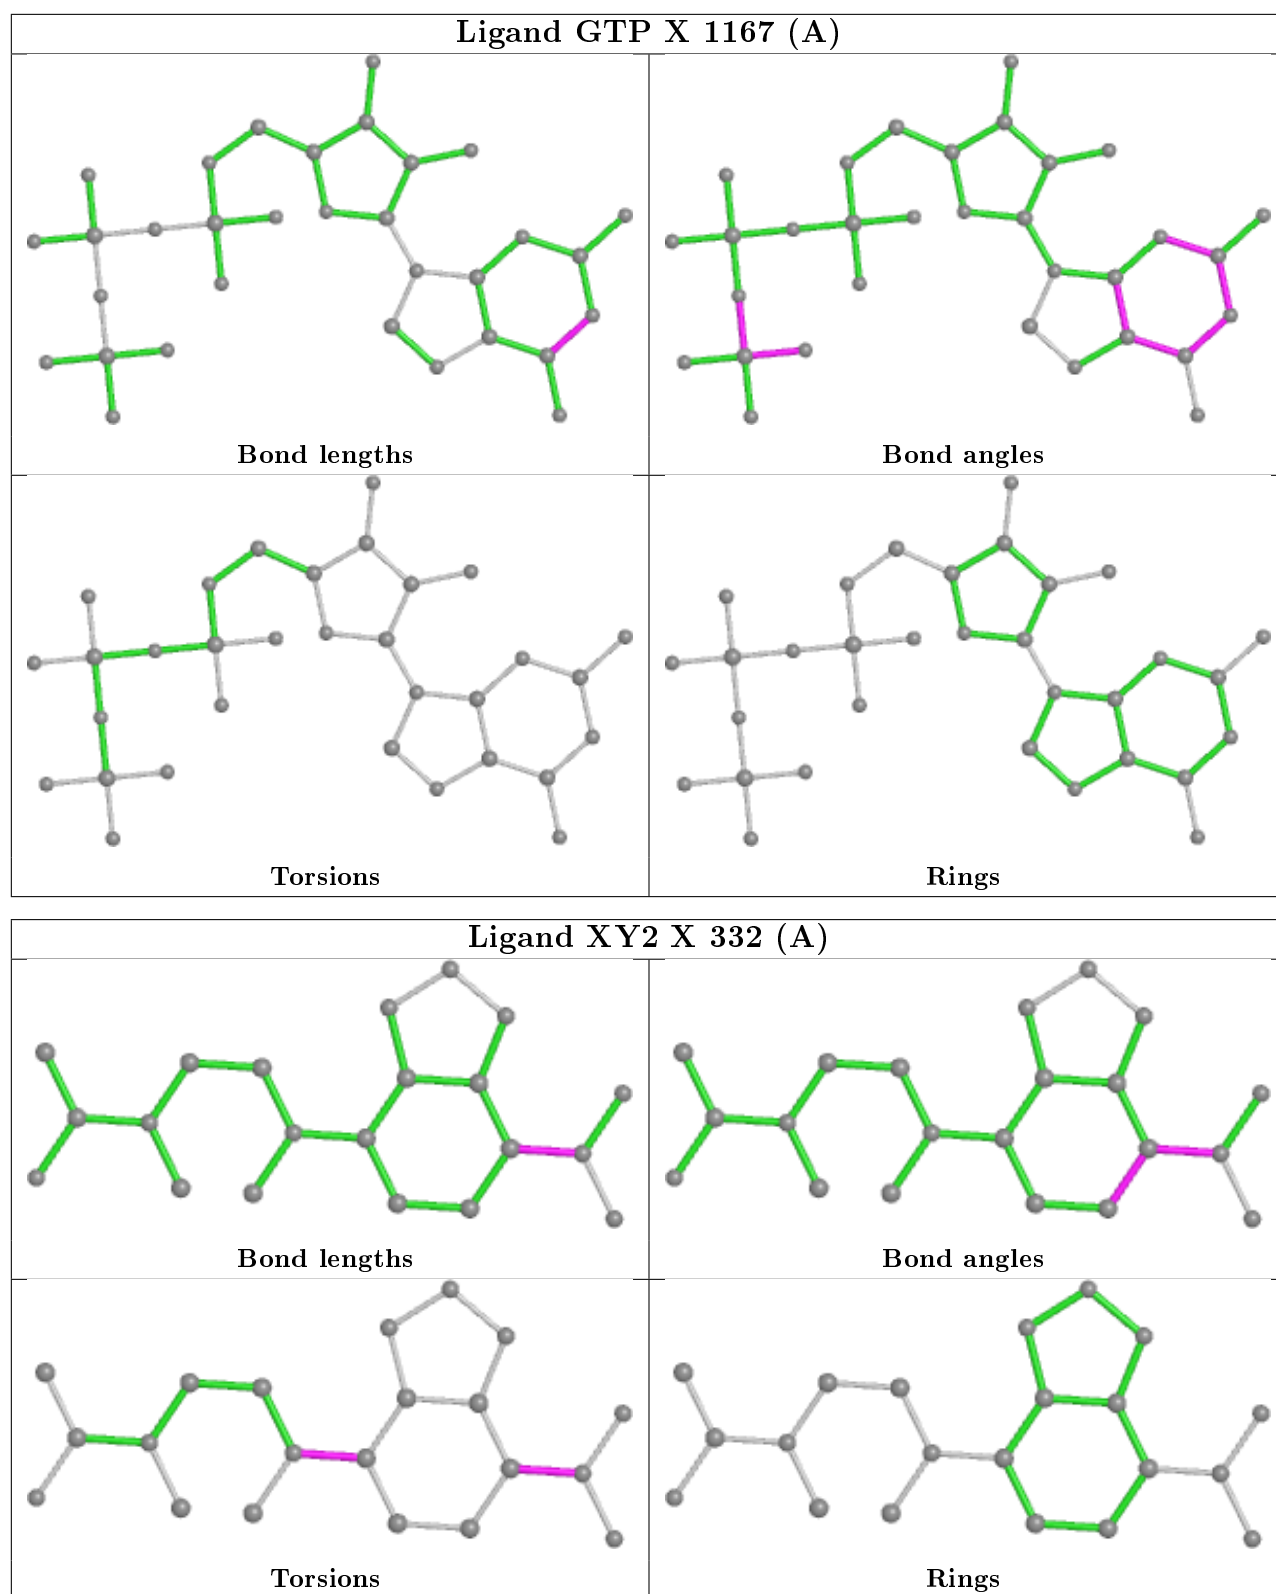 Ligand GTP X 1167 (A)
Bond lengths
Bond angles
Torsions
Rings
Ligand XY2 X 332 (A)
Bond lengths
Bond angles
Torsions
Rings